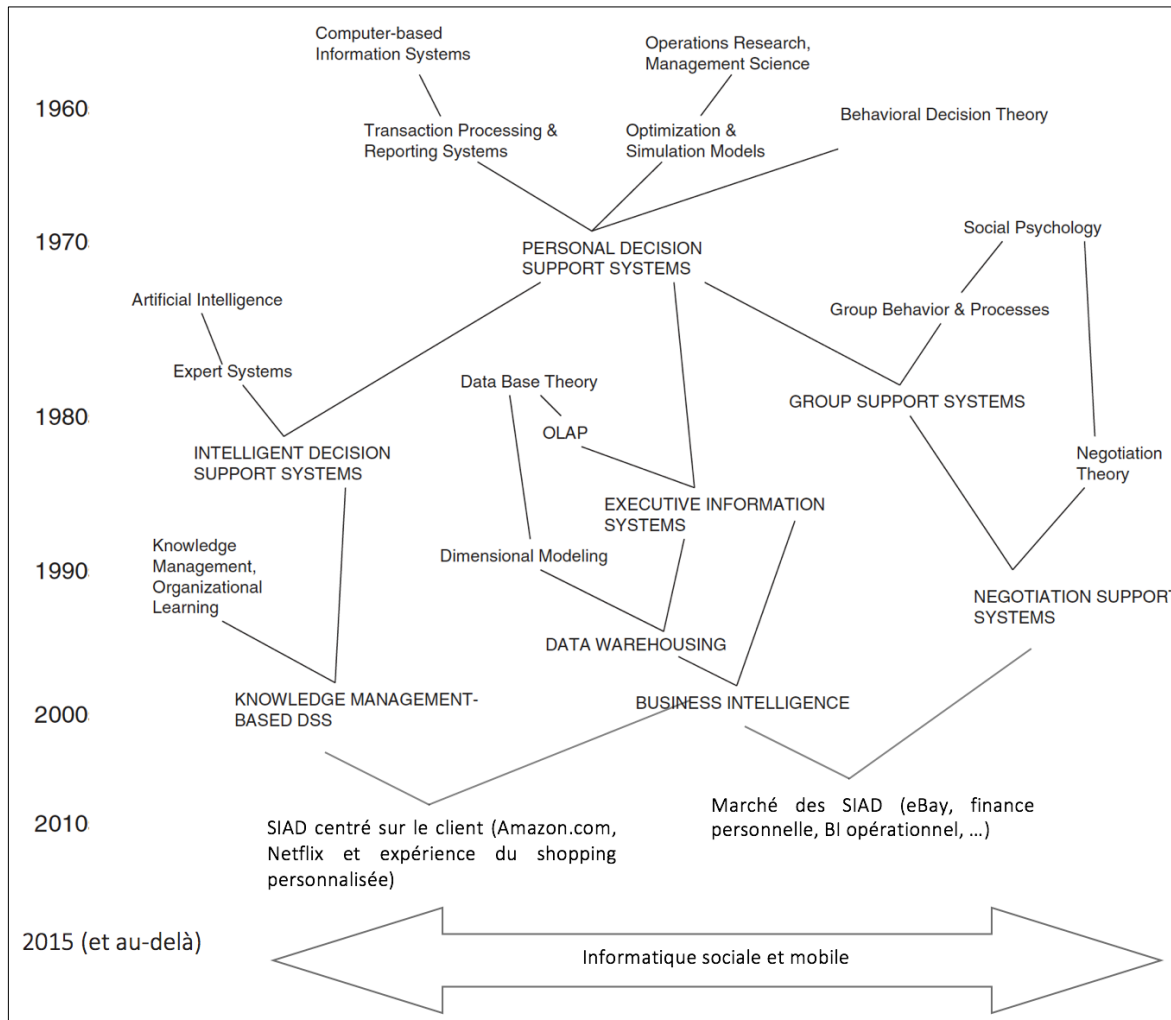 Computer-based
Information Systems
Operations Research,
Management Science
1960
Transaction Processing &
Reporting Systems
Optimization &
Simulation Models
Behavioral Decision Theory
1970
PERSONAL DECISION
SUPPORT SYSTEMS
Social Psychology
Artificial Intelligence
Group Behavior & Processes
Expert Systems
Data Base Theory
1980
GROUP SUPPORT SYSTEMS
OLAP
INTELLIGENT DECISION
SUPPORT SYSTEMS
Negotiation
Theory
EXECUTIVE INFORMATION
SYSTEMS
Knowledge
Management,
Organizational
Learning
Dimensional Modeling
1990
NEGOTIATION SUPPORT
SYSTEMS
DATA WAREHOUSING
KNOWLEDGE MANAGEMENT-
BASED DSS
BUSINESS INTELLIGENCE
2000
2010
SIAD centré sur le client (Amazon.com,
Netflix et expérience du shopping
personnalisée)
Marché des SIAD (eBay, finance
personnelle, BI opérationnel, ...)
2015 (et au-delà)
Informatique sociale et mobile